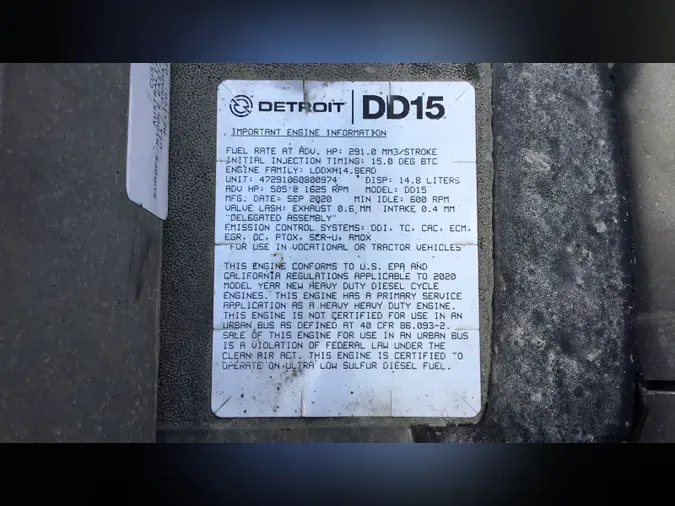 DETROIT DD15
IMPORTANT ENGINE INFORMATION
FUEL RATE AT ADV. HP: 291.0 MM3/STROKE
INITIAL INJECTION TIMING: 15.0 DEG BTC
ENGINE FAMILY: LDDXH14.8EAD
UNIT: 472910S0800974 DISP: 14.8 LITERS
ADV HP: 505 @ 1625 RPM MODEL: DD15
MFG. DATE: SEP 2020 MIN IDLE: 600 RPM
VALVE LASH: EXHAUST 0.6 MM INTAKE 0.4 MM
"DELEGATED ASSEMBLY"
EMISSION CONTROL SYSTEMS: DDI, TC, CAC, ECM,
EGR, OC, PTOX, SCR-U, AMOX
FOR USE IN VOCATIONAL OR TRACTOR VEHICLES
THIS ENGINE CONFORMS TO U.S. EPA AND
CALIFORNIA REGULATIONS APPLICABLE TO 2020
MODEL YEAR NEW HEAVY DUTY DIESEL CYCLE
ENGINES. THIS ENGINE HAS A PRIMARY SERVICE
APPLICATION AS A HEAVY HEAVY DUTY ENGINE.
THIS ENGINE IS NOT CERTIFIED FOR USE IN AN
URBAN BUS AS DEFINED AT 40 CFR 86.093-2.
SALE OF THIS ENGINE FOR USE IN AN URBAN BUS
IS A VIOLATION OF FEDERAL LAW UNDER THE
CLEAN AIR ACT. THIS ENGINE IS CERTIFIED TO
OPERATE ON ULTRA LOW SULFUR DIESEL FUEL.